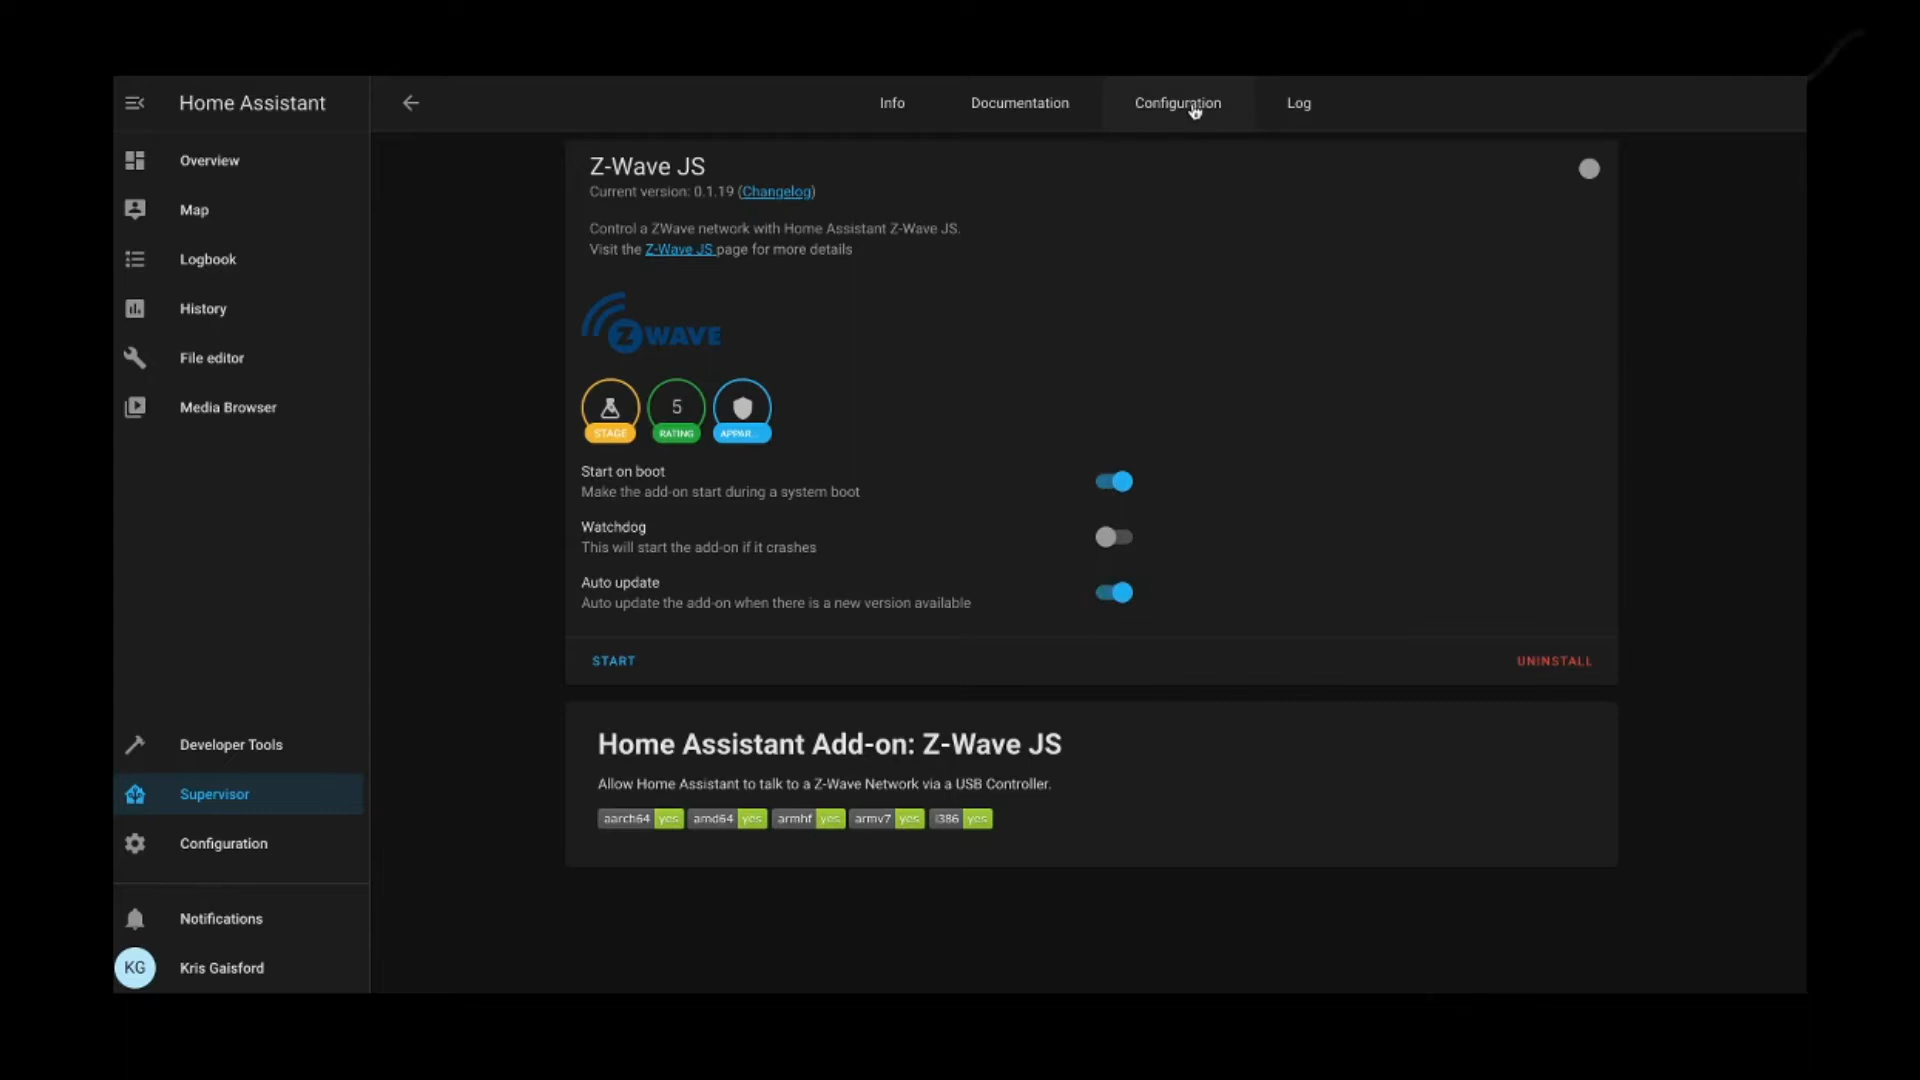 Home Assistant
Info
Documentation
Configuration
Log
Overview
Map
Logbook
History
File editor
Media Browser
Developer Tools
Supervisor
Configuration
Notifications
KG
Kris Gaisford
Z-Wave JS
Current version: 0.1.19 (Changelog)
Control a ZWave network with Home Assistant Z-Wave JS.
Visit the Z-Wave JS page for more details
Z WAVE
STAGE
5
RATING
APPAR...
Start on boot
Make the add-on start during a system boot
Watchdog
This will start the add-on if it crashes
Auto update
Auto update the add-on when there is a new version available
START
UNINSTALL
Home Assistant Add-on: Z-Wave JS
Allow Home Assistant to talk to a Z-Wave Network via a USB Controller.
aarch64 yes amd64 yes armhf yes armv7 yes i386 yes